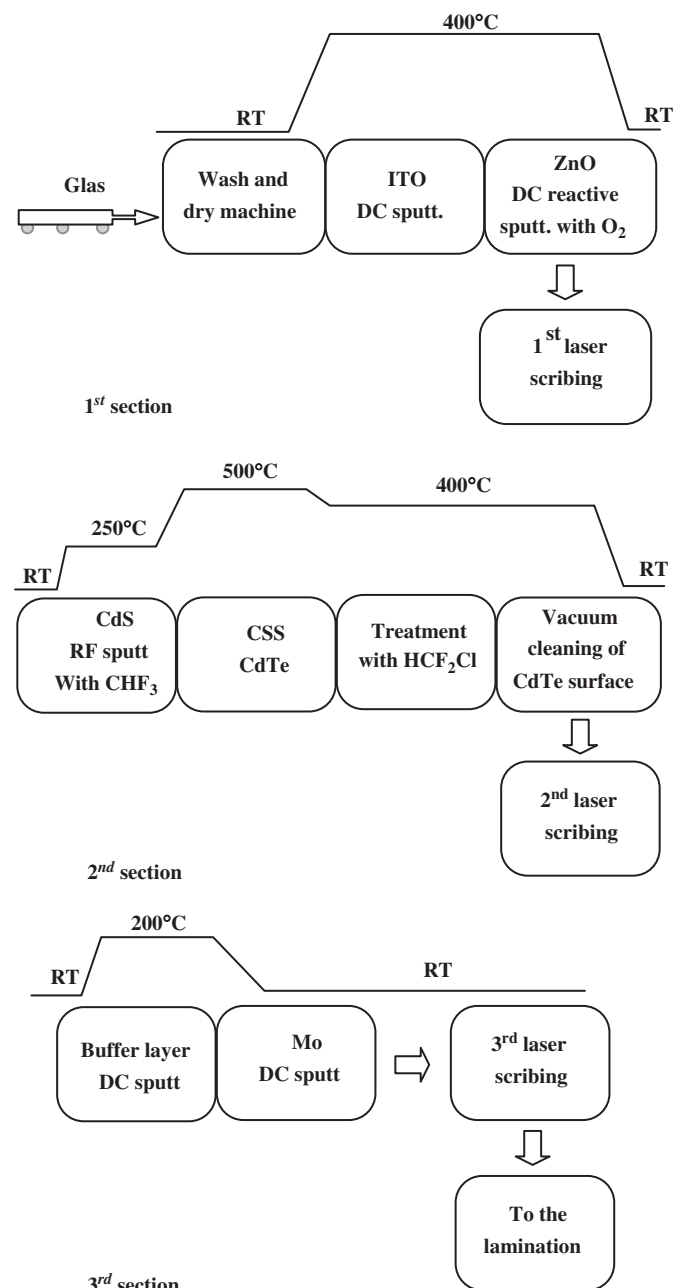 400°C
RT
RT
Glas
Wash and
dry machine
ITO
DC sputt.
ZnO
DC reactive
sputt. with O₂
1st laser
scribing
1st section
500°C
400°C
250°C
RT
RT
CdS
RF sputt
With CHF₃
CSS
CdTe
Treatment
with HCF₂Cl
Vacuum
cleaning of
CdTe surface
2nd laser
scribing
2nd section
200°C
RT
RT
Buffer layer
DC sputt
Mo
DC sputt
3rd laser
scribing
To the
lamination
3rd section